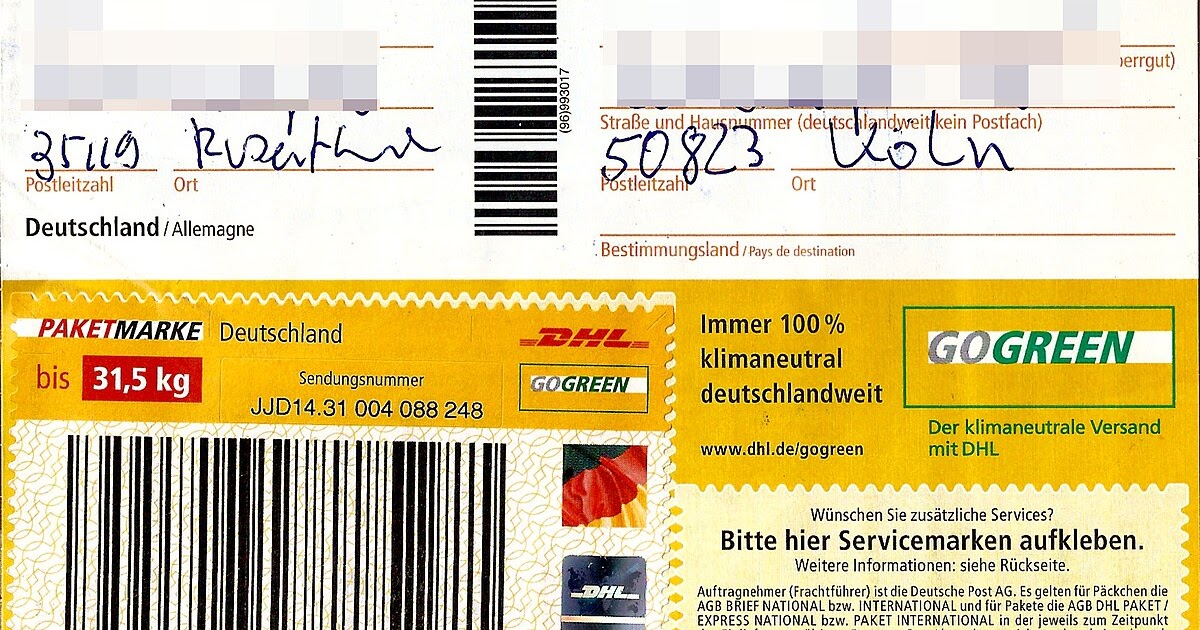 perrgut)
Straße und Hausnummer (deutschlandweit kein Postfach)
(96)993017
35119 Rosenthal
50823 Köln
Postleitzahl Ort
Postleitzahl Ort
Deutschland / Allemagne
Bestimmungsland / Pays de destination
PAKETMARKE Deutschland
DHL
bis 31,5 kg
GOGREEN
Sendungsnummer
JJD14.31 004 088 248
Immer 100 %
klimaneutral
deutschlandweit
www.dhl.de/gogreen
GOGREEN
Der klimaneutrale Versand
mit DHL
DHL
Wünschen Sie zusätzliche Services?
Bitte hier Servicemarken aufkleben.
Weitere Informationen: siehe Rückseite.
Auftragnehmer (Frachtführer) ist die Deutsche Post AG. Es gelten für Päckchen die
AGB BRIEF NATIONAL bzw. INTERNATIONAL und für Pakete die AGB DHL PAKET /
EXPRESS NATIONAL bzw. PAKET INTERNATIONAL in der jeweils zum Zeitpunkt